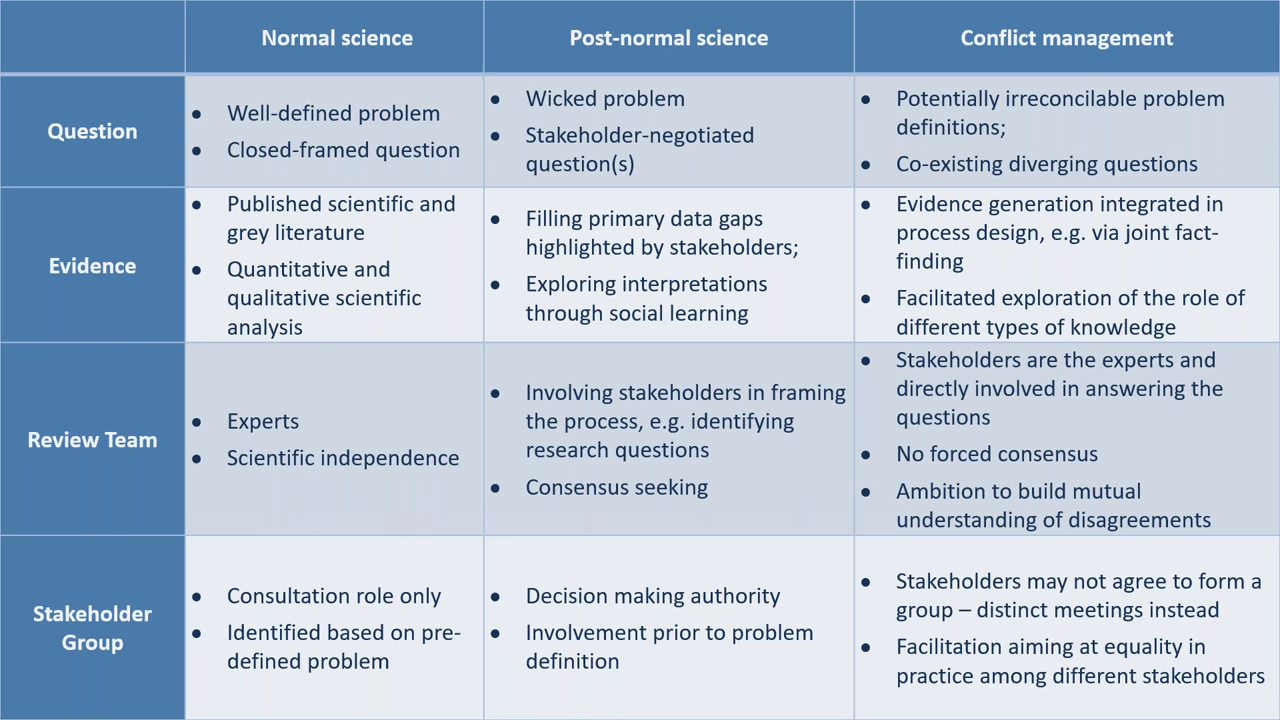 Normal science
Post-normal science
Conflict management
Question
● Well-defined problem
● Closed-framed question
● Wicked problem
● Stakeholder-negotiated
question(s)
● Potentially irreconcilable problem
definitions;
● Co-existing diverging questions
Evidence
● Published scientific and
grey literature
● Quantitative and
qualitative scientific
analysis
● Filling primary data gaps
highlighted by stakeholders;
● Exploring interpretations
through social learning
● Evidence generation integrated in
process design, e.g. via joint fact-
finding
● Facilitated exploration of the role of
different types of knowledge
Review Team
● Experts
● Scientific independence
● Involving stakeholders in framing
the process, e.g. identifying
research questions
● Consensus seeking
● Stakeholders are the experts and
directly involved in answering the
questions
● No forced consensus
● Ambition to build mutual
understanding of disagreements
Stakeholder
Group
● Consultation role only
● Identified based on pre-
defined problem
● Decision making authority
● Involvement prior to problem
definition
● Stakeholders may not agree to form a
group – distinct meetings instead
● Facilitation aiming at equality in
practice among different stakeholders